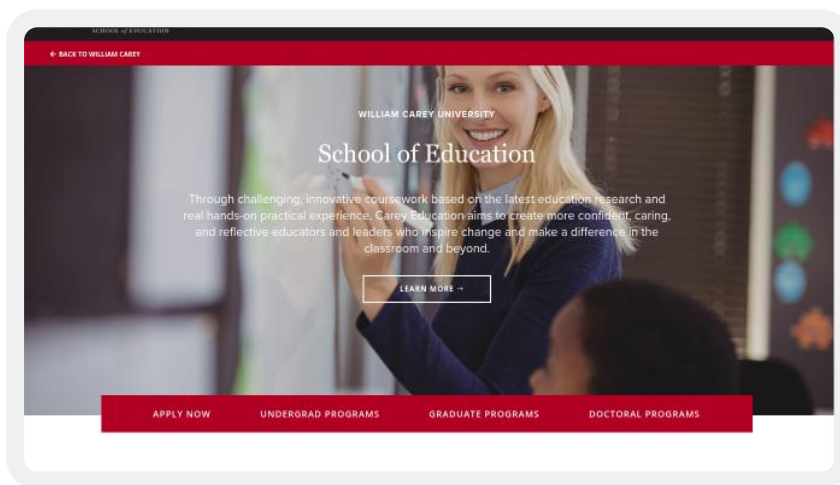 SCHOOL of EDUCATION
← BACK TO WILLIAM CAREY
WILLIAM CAREY UNIVERSITY
School of Education
Through challenging, innovative coursework based on the latest education research and
real hands-on practical experience, Carey Education aims to create more confident, caring,
and reflective educators and leaders who inspire change and make a difference in the
classroom and beyond.
LEARN MORE →
APPLY NOW UNDERGRAD PROGRAMS GRADUATE PROGRAMS DOCTORAL PROGRAMS